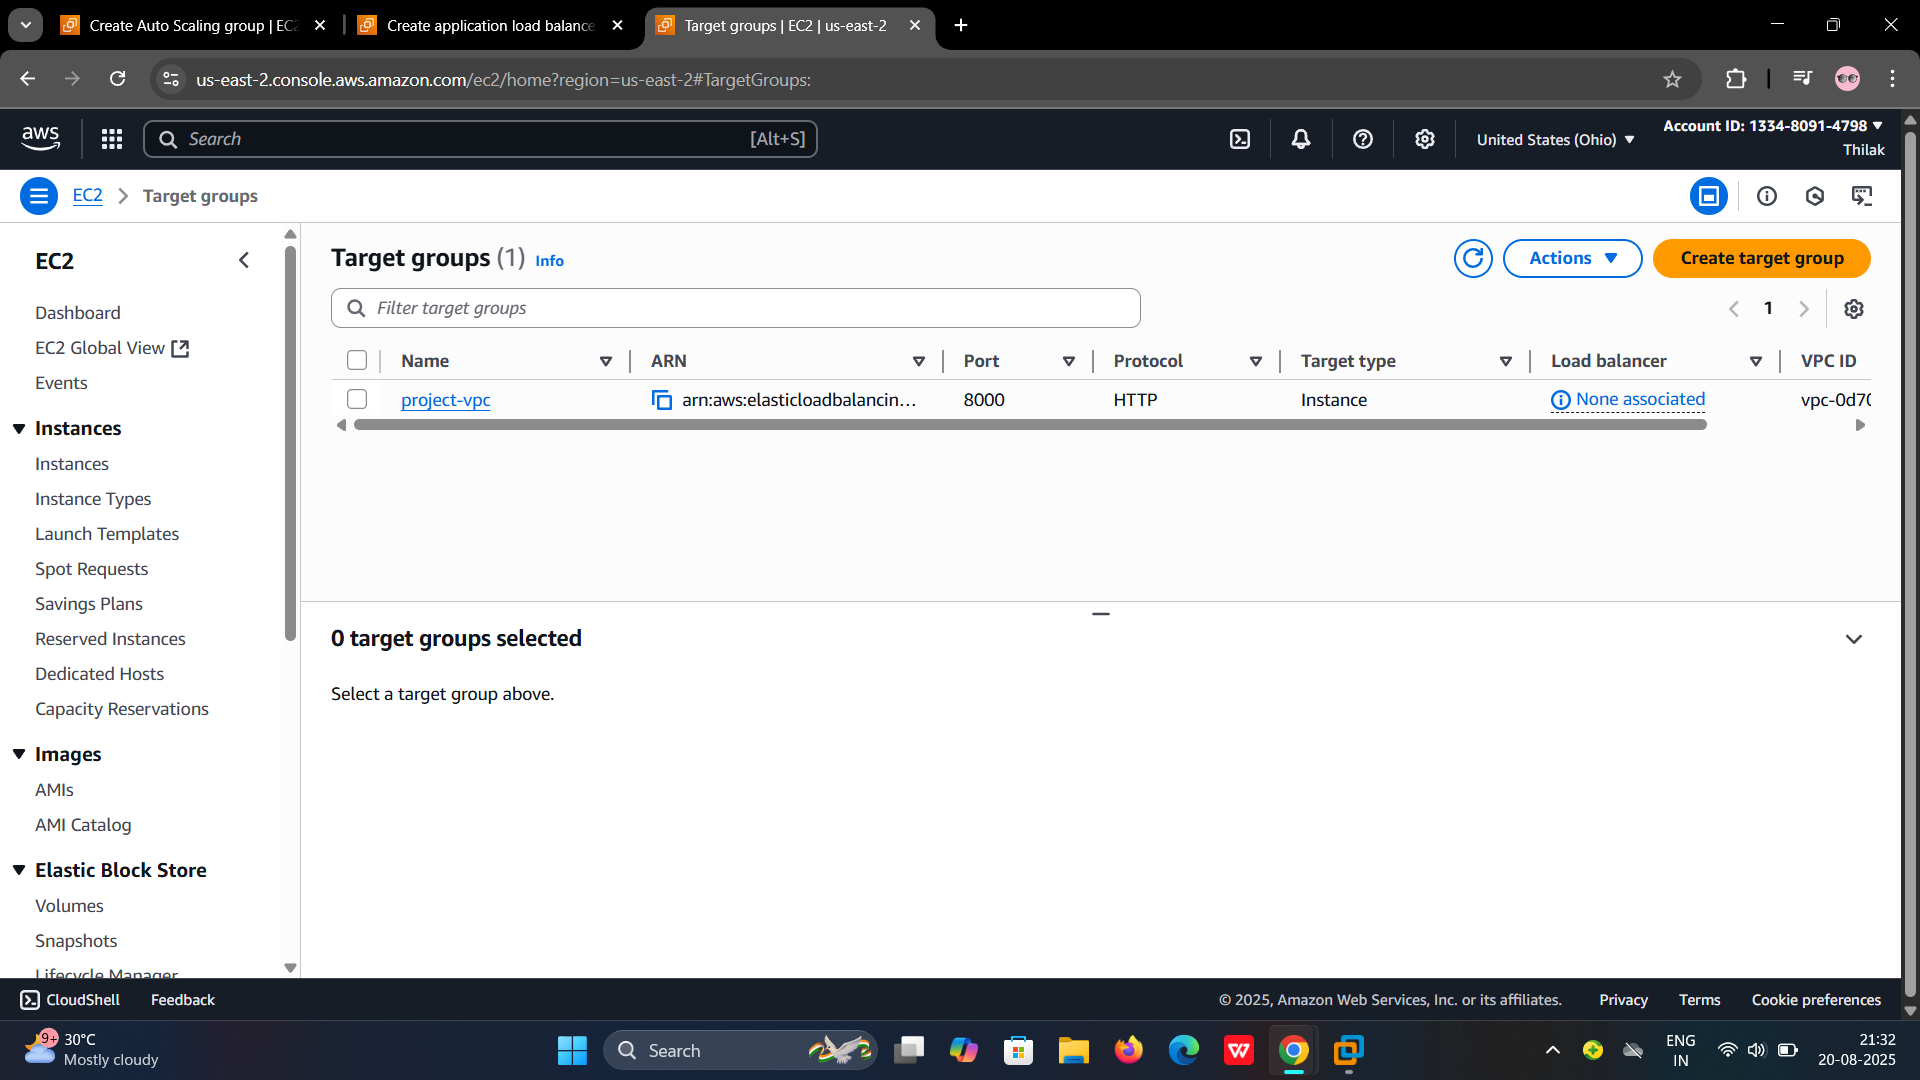 Create Auto Scaling group | EC2
Create application load balance
Target groups | EC2 | us-east-2
us-east-2.console.aws.amazon.com/ec2/home?region=us-east-2#TargetGroups:
aws
Search
[Alt+S]
United States (Ohio)
Account ID: 1334-8091-4798
Thilak
EC2
Target groups
EC2
Dashboard
EC2 Global View
Events
Instances
Instances
Instance Types
Launch Templates
Spot Requests
Savings Plans
Reserved Instances
Dedicated Hosts
Capacity Reservations
Images
AMIs
AMI Catalog
Elastic Block Store
Volumes
Snapshots
Lifecycle Manager
Target groups (1) Info
Actions
Create target group
Filter target groups
1
Name ARN Port Protocol Target type Load balancer VPC ID
project-vpc arn:aws:elasticloadbalancin... 8000 HTTP Instance None associated vpc-0d70
0 target groups selected
Select a target group above.
CloudShell Feedback
© 2025, Amazon Web Services, Inc. or its affiliates. Privacy Terms Cookie preferences
9+
30°C
Mostly cloudy
Search
W
ENG
IN
21:32
20-08-2025